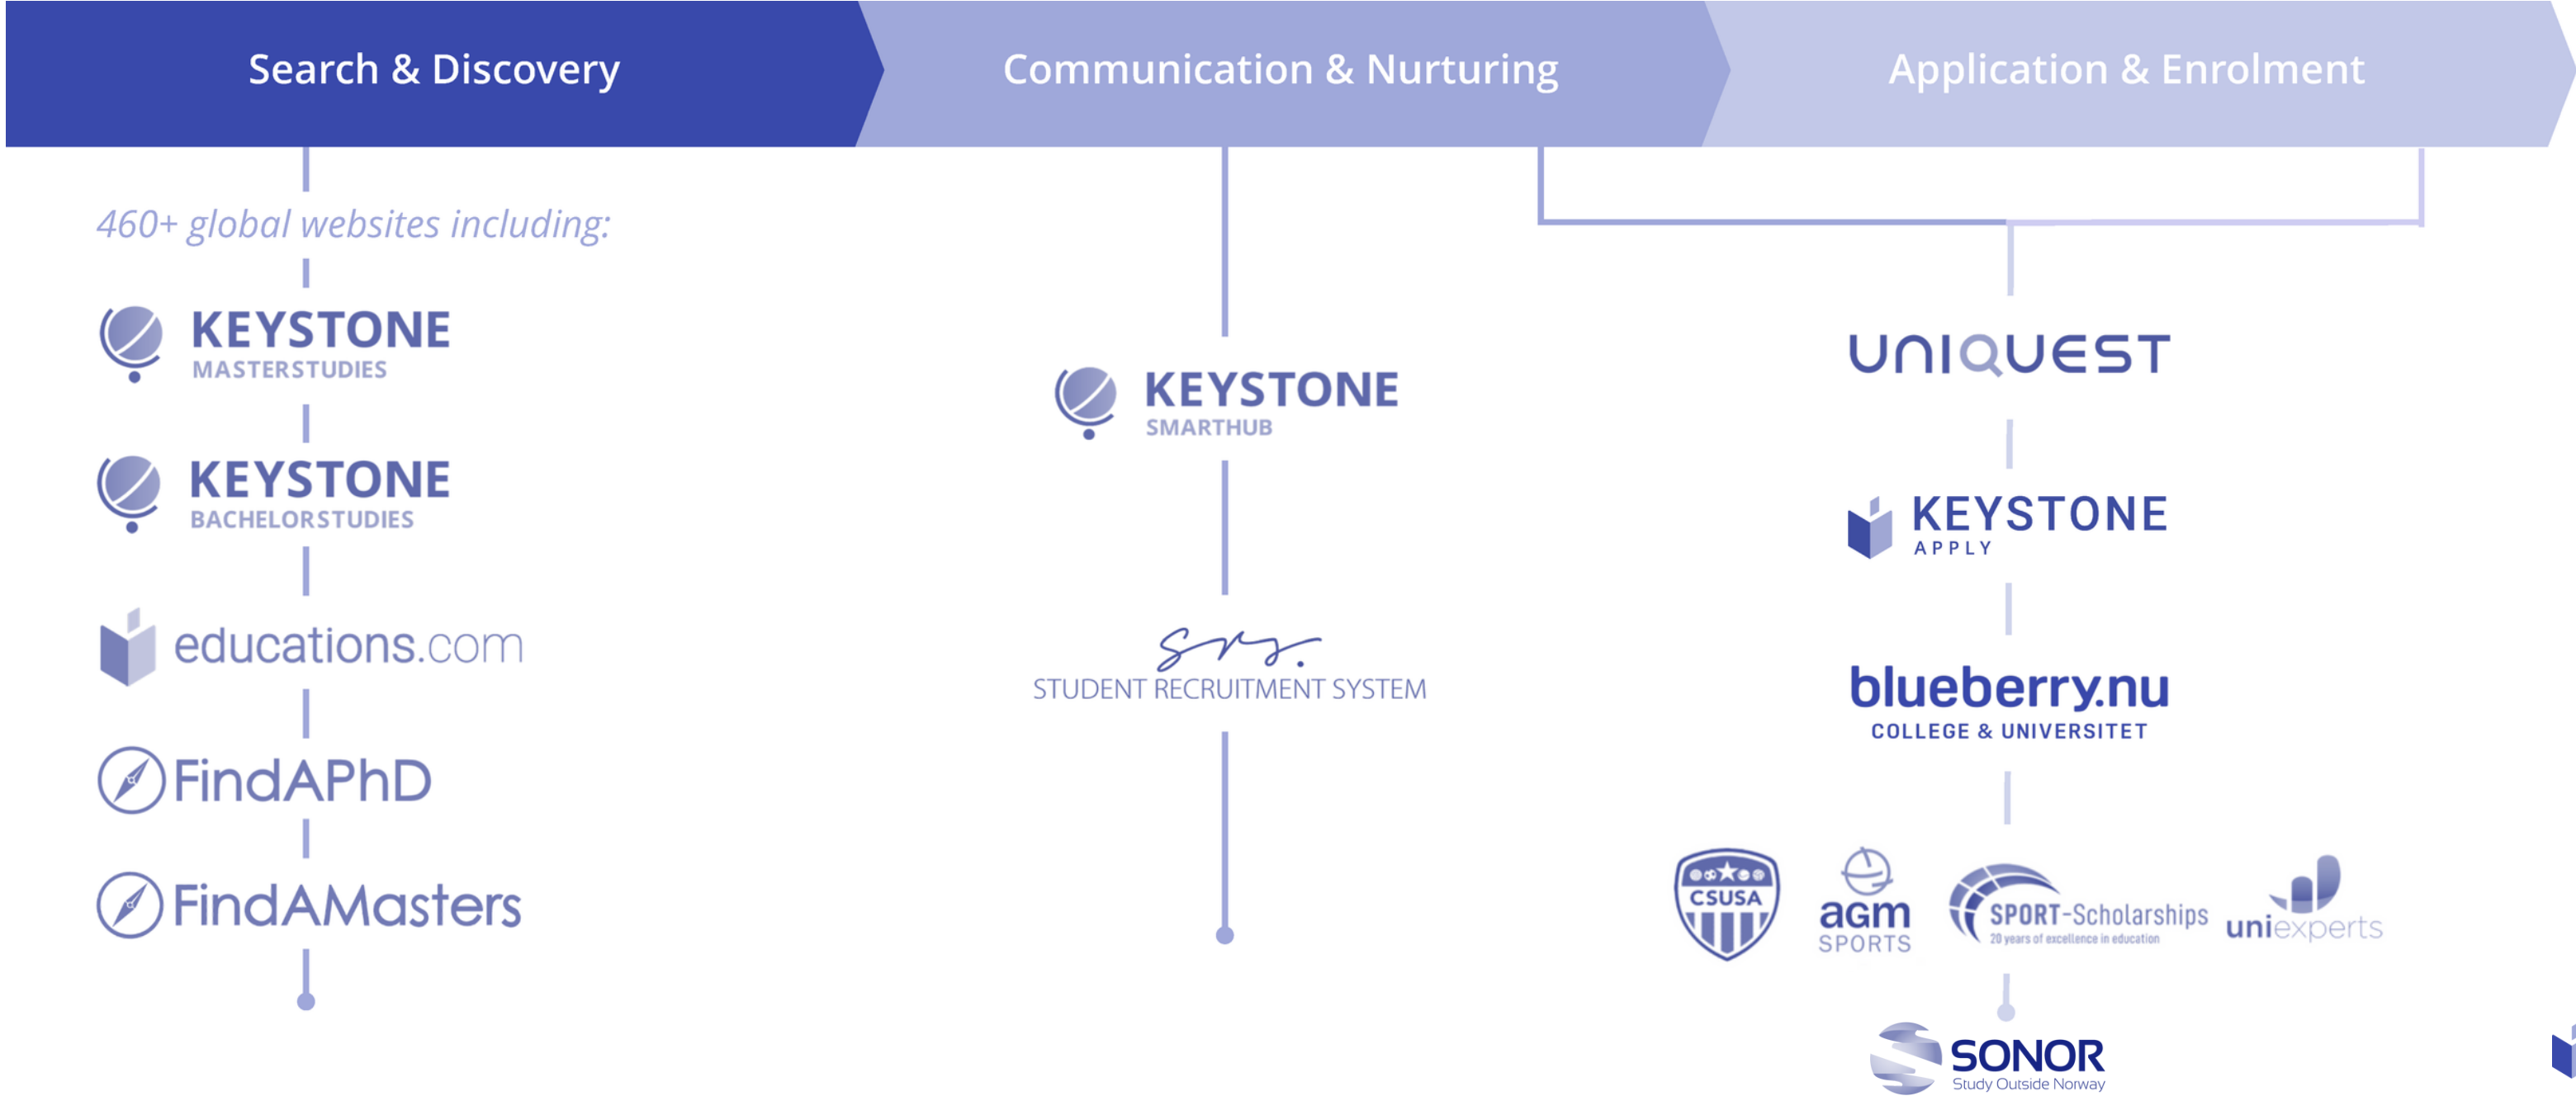 Search & Discovery
Communication & Nurturing
Application & Enrolment
460+ global websites including:
KEYSTONE
MASTERSTUDIES
KEYSTONE
BACHELORSTUDIES
educations.com
FindAPhD
FindAMasters
KEYSTONE
SMARTHUB
srs.
STUDENT RECRUITMENT SYSTEM
UNIQUEST
KEYSTONE
APPLY
blueberry.nu
COLLEGE & UNIVERSITET
CSUSA
agm
SPORTS
SPORT-Scholarships
20 years of excellence in education
uniexperts
SONOR
Study Outside Norway